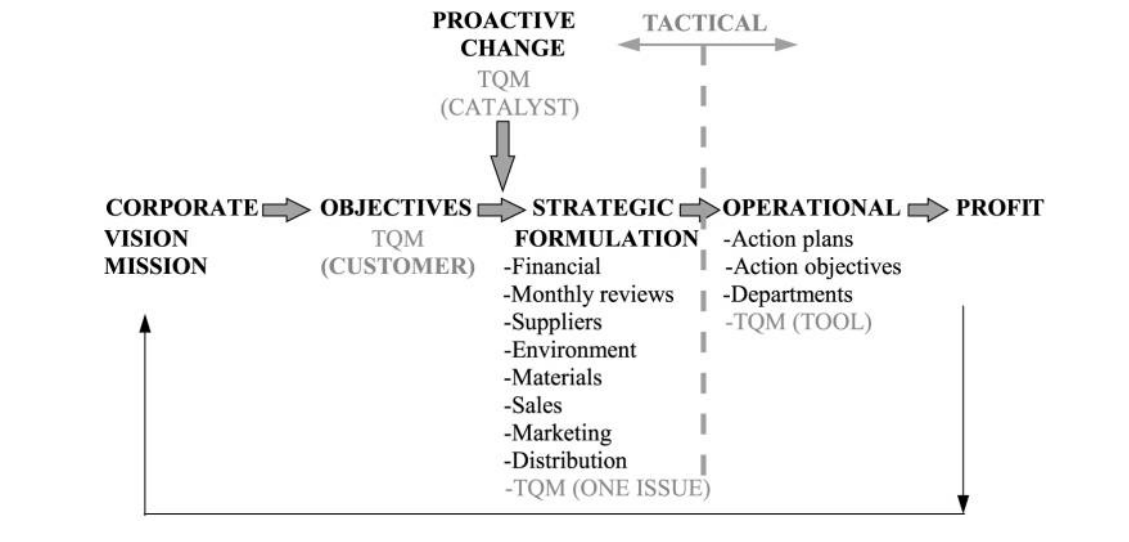 PROACTIVE
CHANGE
TQM
(CATALYST)
TACTICAL
CORPORATE
VISION
MISSION
OBJECTIVES
TQM
(CUSTOMER)
STRATEGIC
FORMULATION
-Financial
-Monthly reviews
-Suppliers
-Environment
-Materials
-Sales
-Marketing
-Distribution
-TQM (ONE ISSUE)
OPERATIONAL
-Action plans
-Action objectives
-Departments
-TQM (TOOL)
PROFIT